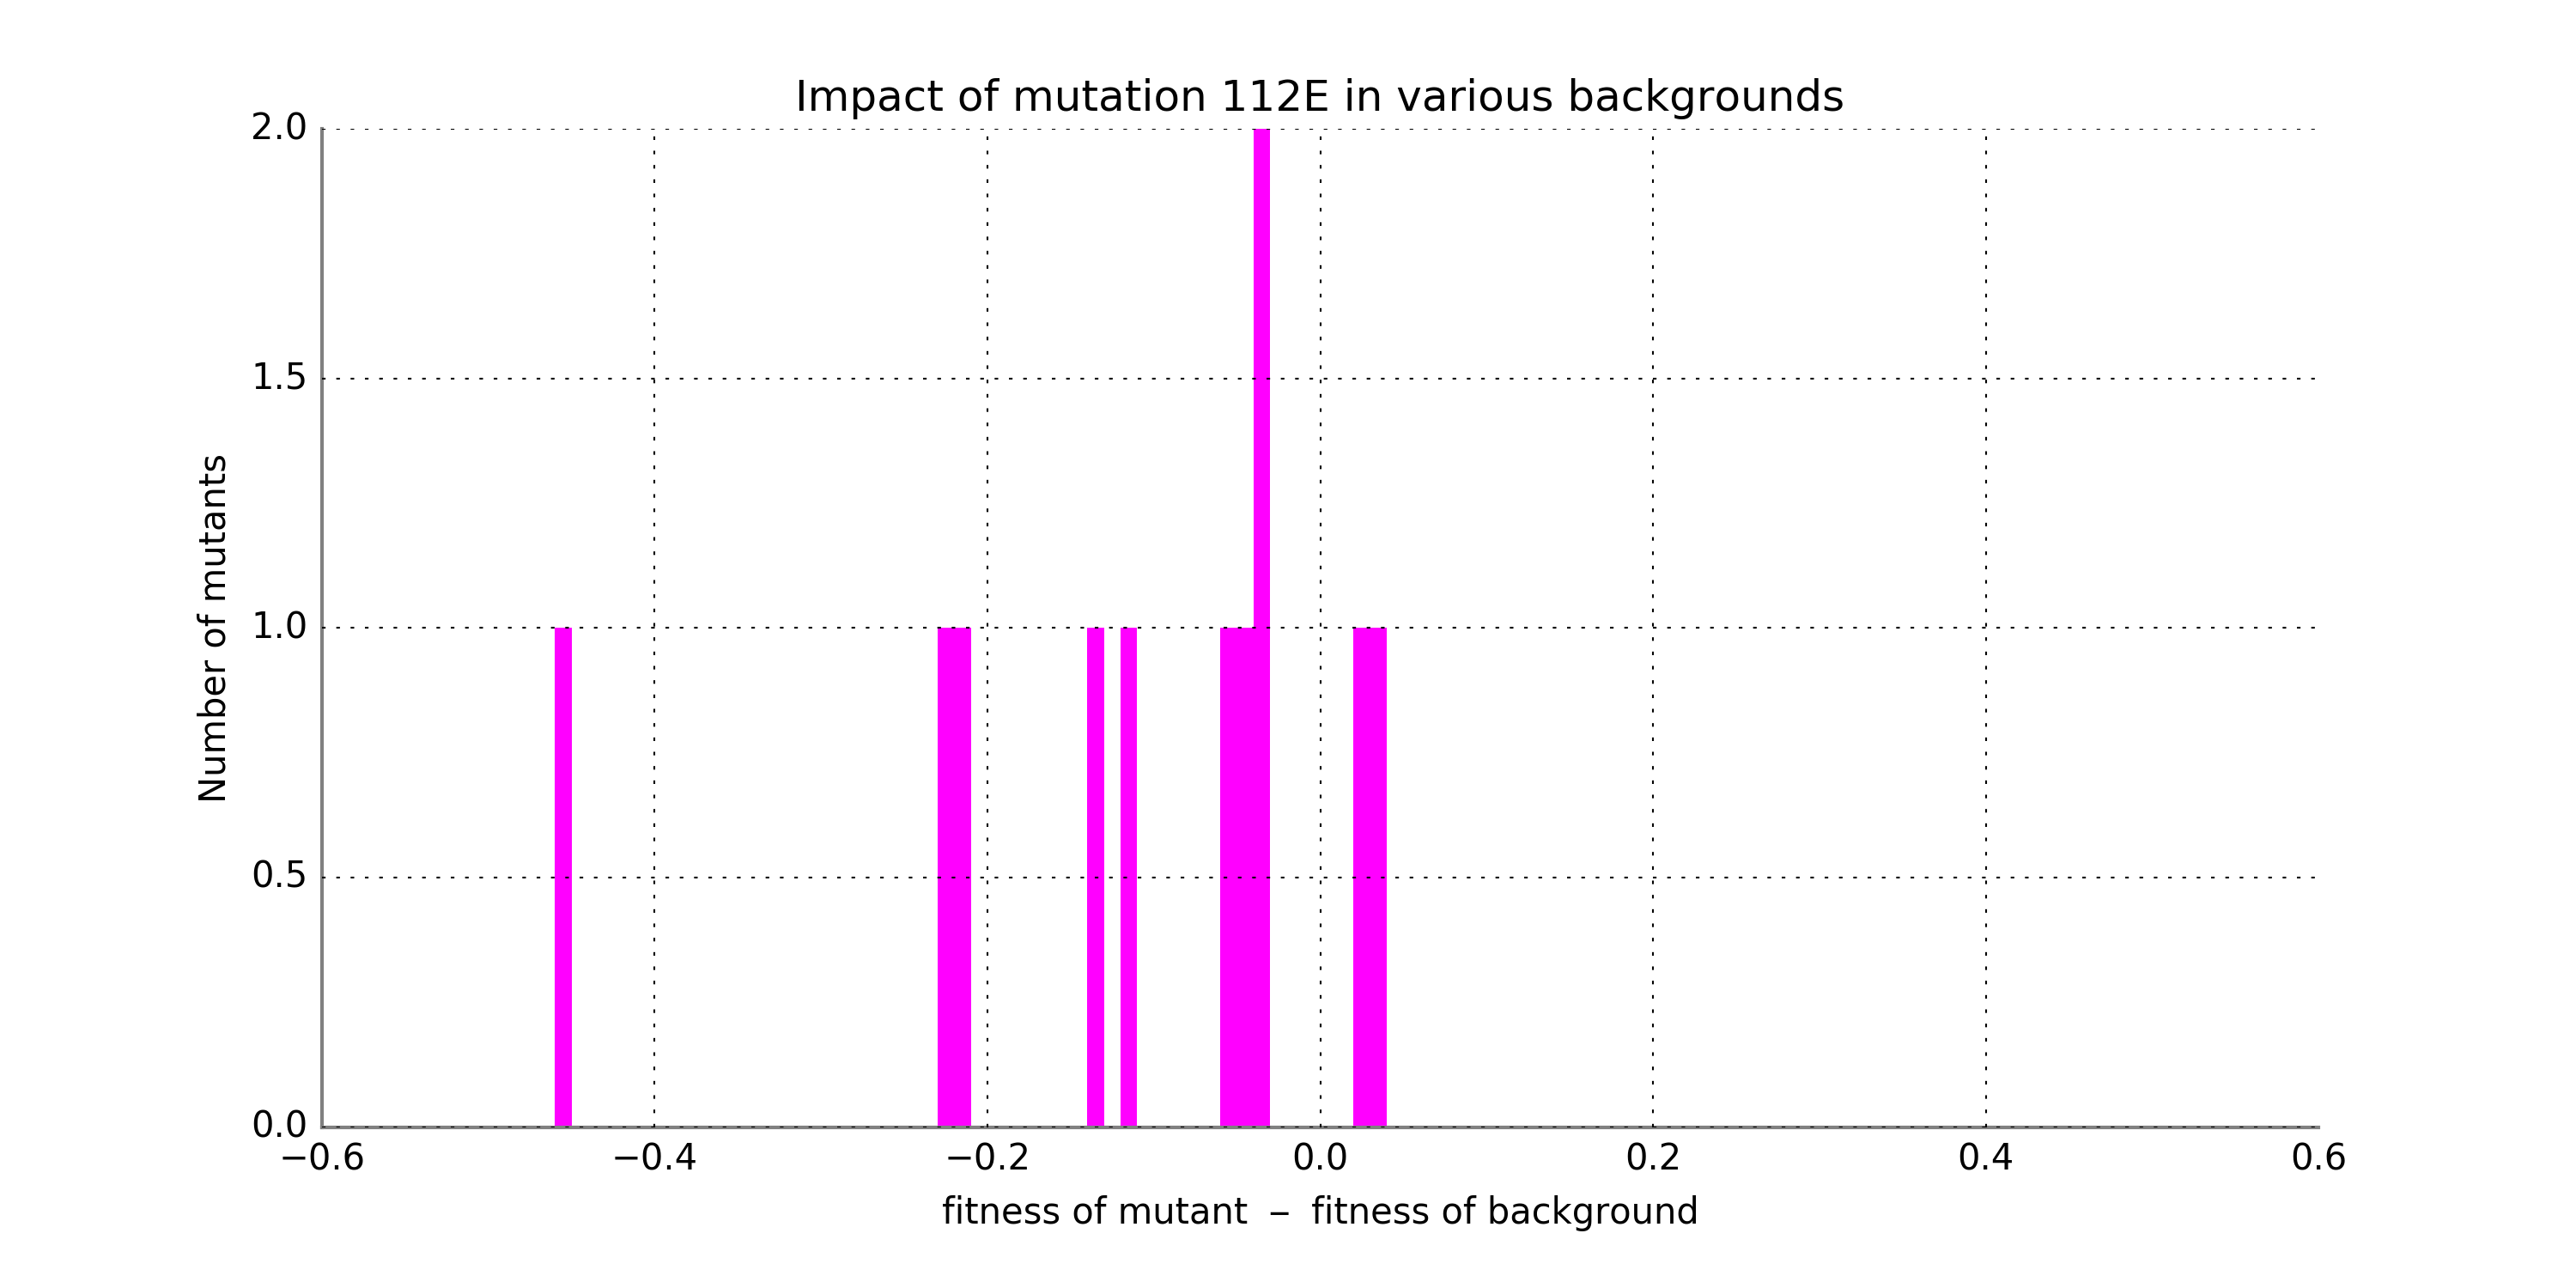 Impact of mutation 112E in various backgrounds
2.0
1.5
1.0
0.5
0.0
Number of mutants
−0.6 −0.4 −0.2 0.0 0.2 0.4 0.6
fitness of mutant − fitness of background